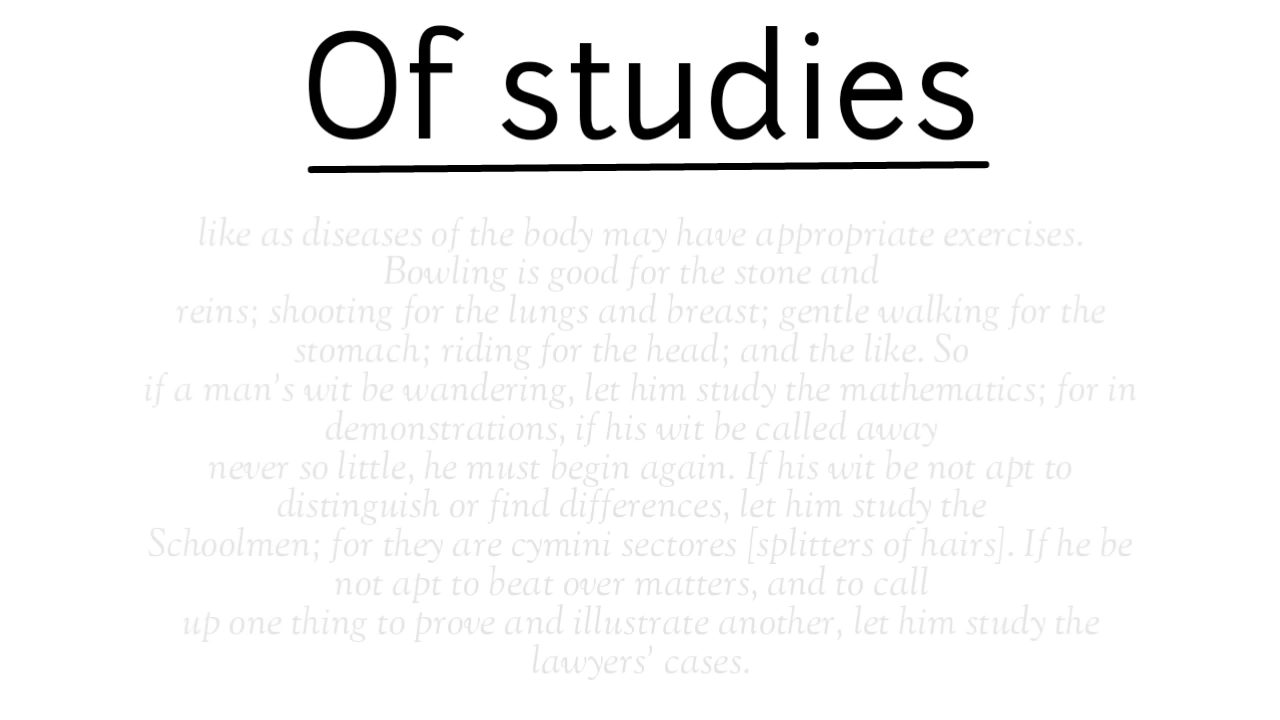 Of studies
like as diseases of the body may have appropriate exercises.
Bowling is good for the stone and
reins; shooting for the lungs and breast; gentle walking for the
stomach; riding for the head; and the like. So
if a man’s wit be wandering, let him study the mathematics; for in
demonstrations, if his wit be called away
never so little, he must begin again. If his wit be not apt to
distinguish or find differences, let him study the
Schoolmen; for they are cymini sectores [splitters of hairs]. If he be
not apt to beat over matters, and to call
up one thing to prove and illustrate another, let him study the
lawyers’ cases.